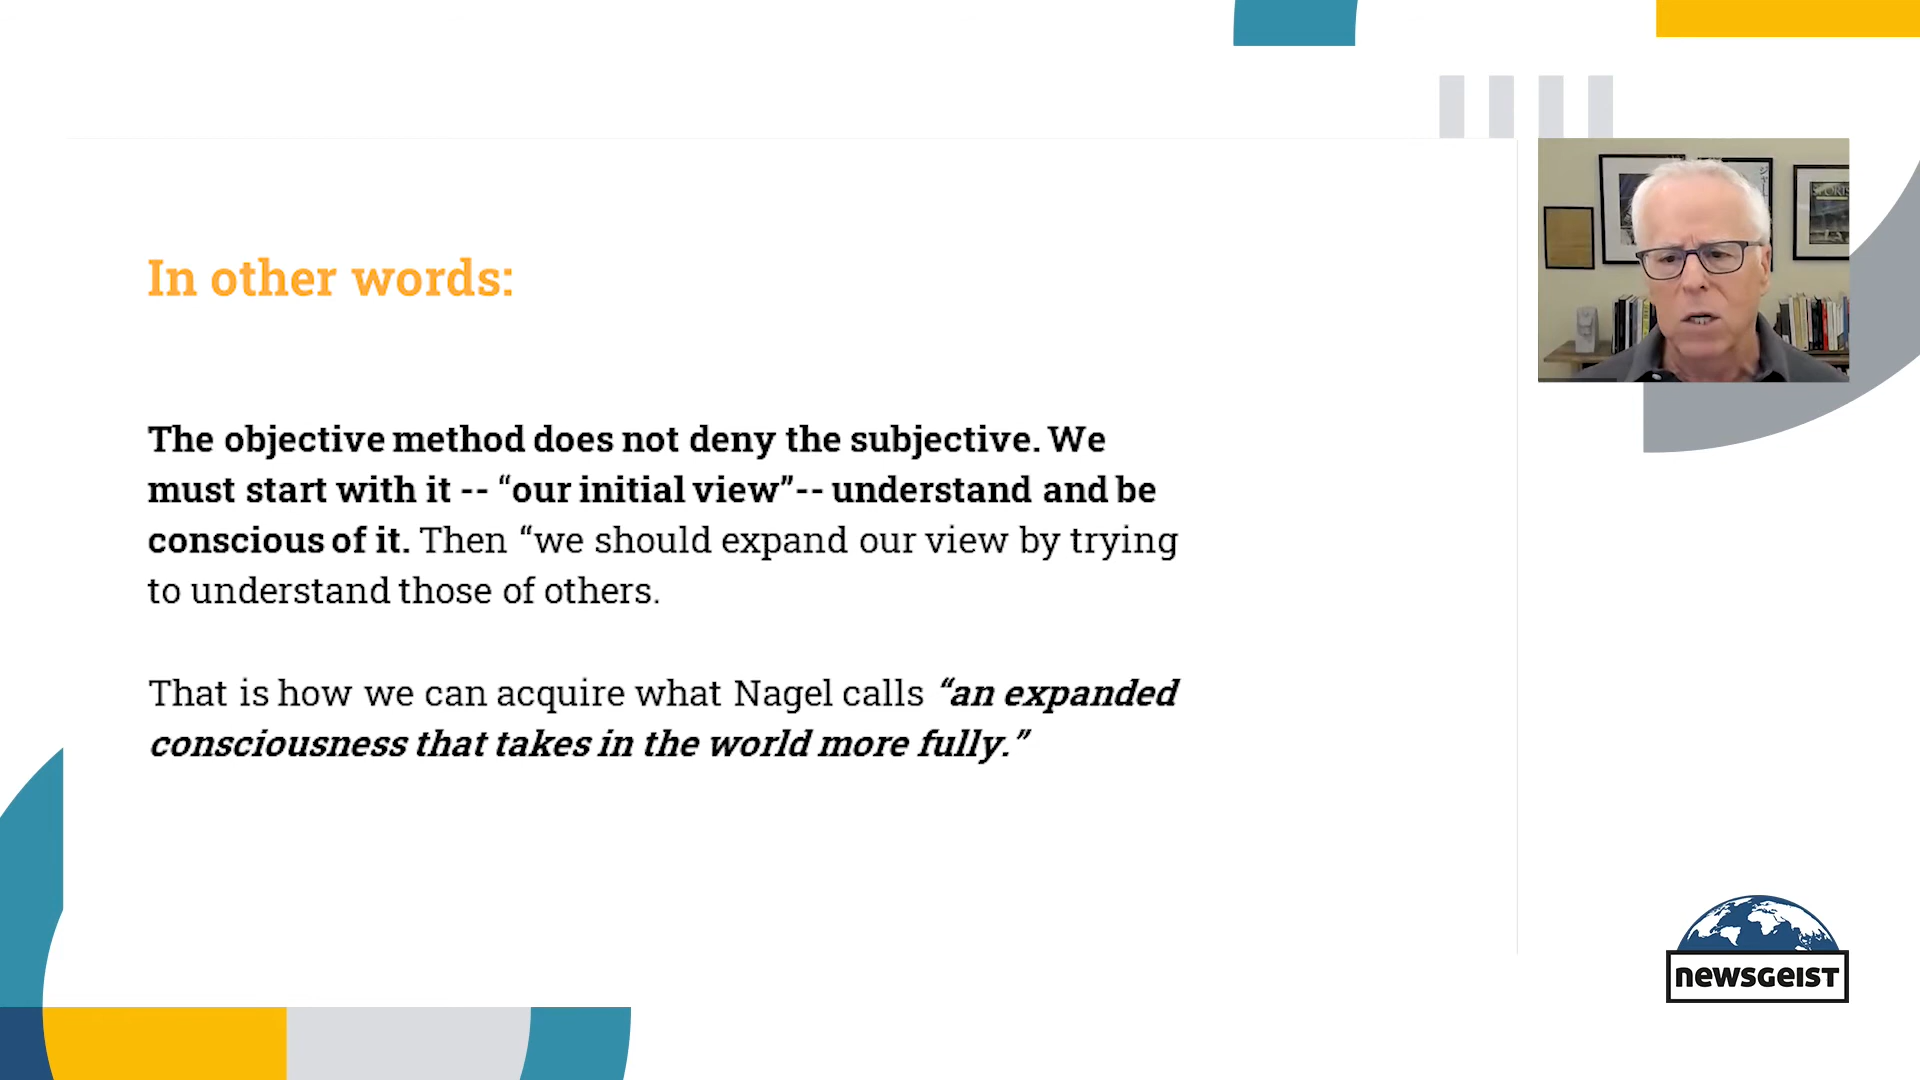 In other words:
The objective method does not deny the subjective. We
must start with it -- “our initial view”-- understand and be
conscious of it. Then “we should expand our view by trying
to understand those of others.
That is how we can acquire what Nagel calls “an expanded
consciousness that takes in the world more fully.”
newsgeist